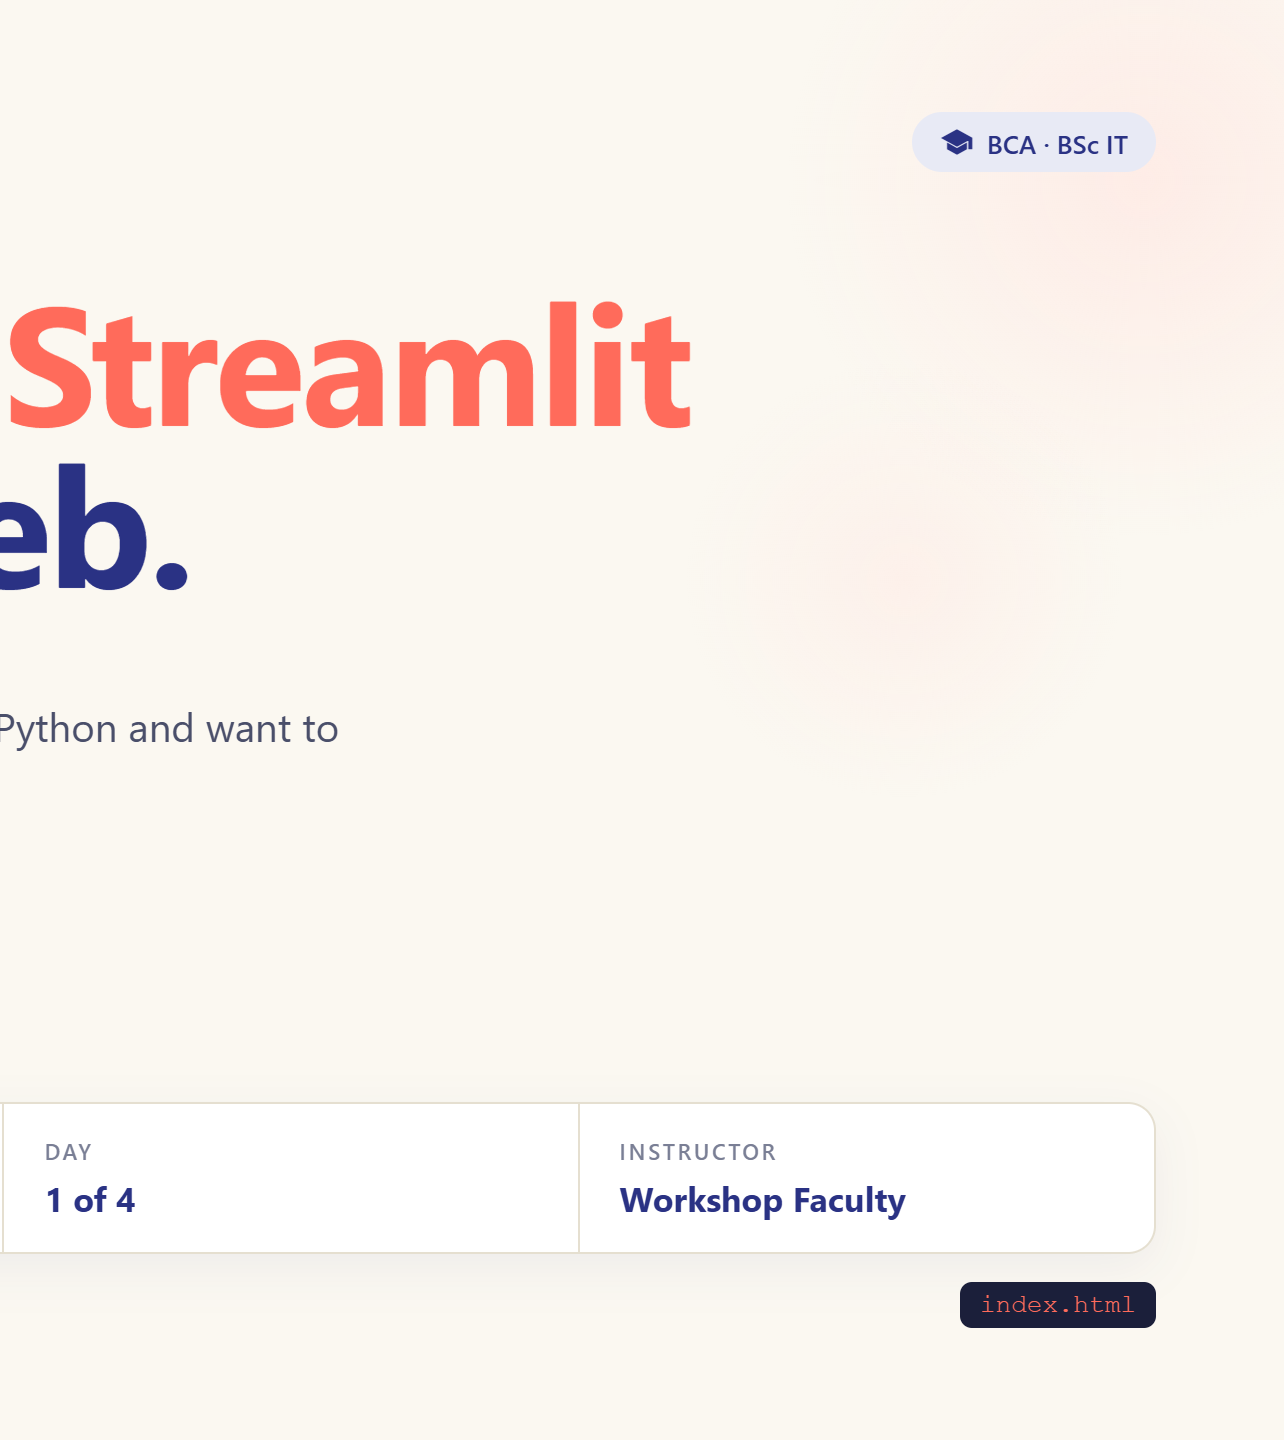 BCA · BSc IT
Streamlit
eb.
Python and want to
DAY
1 of 4
INSTRUCTOR
Workshop Faculty
index.html